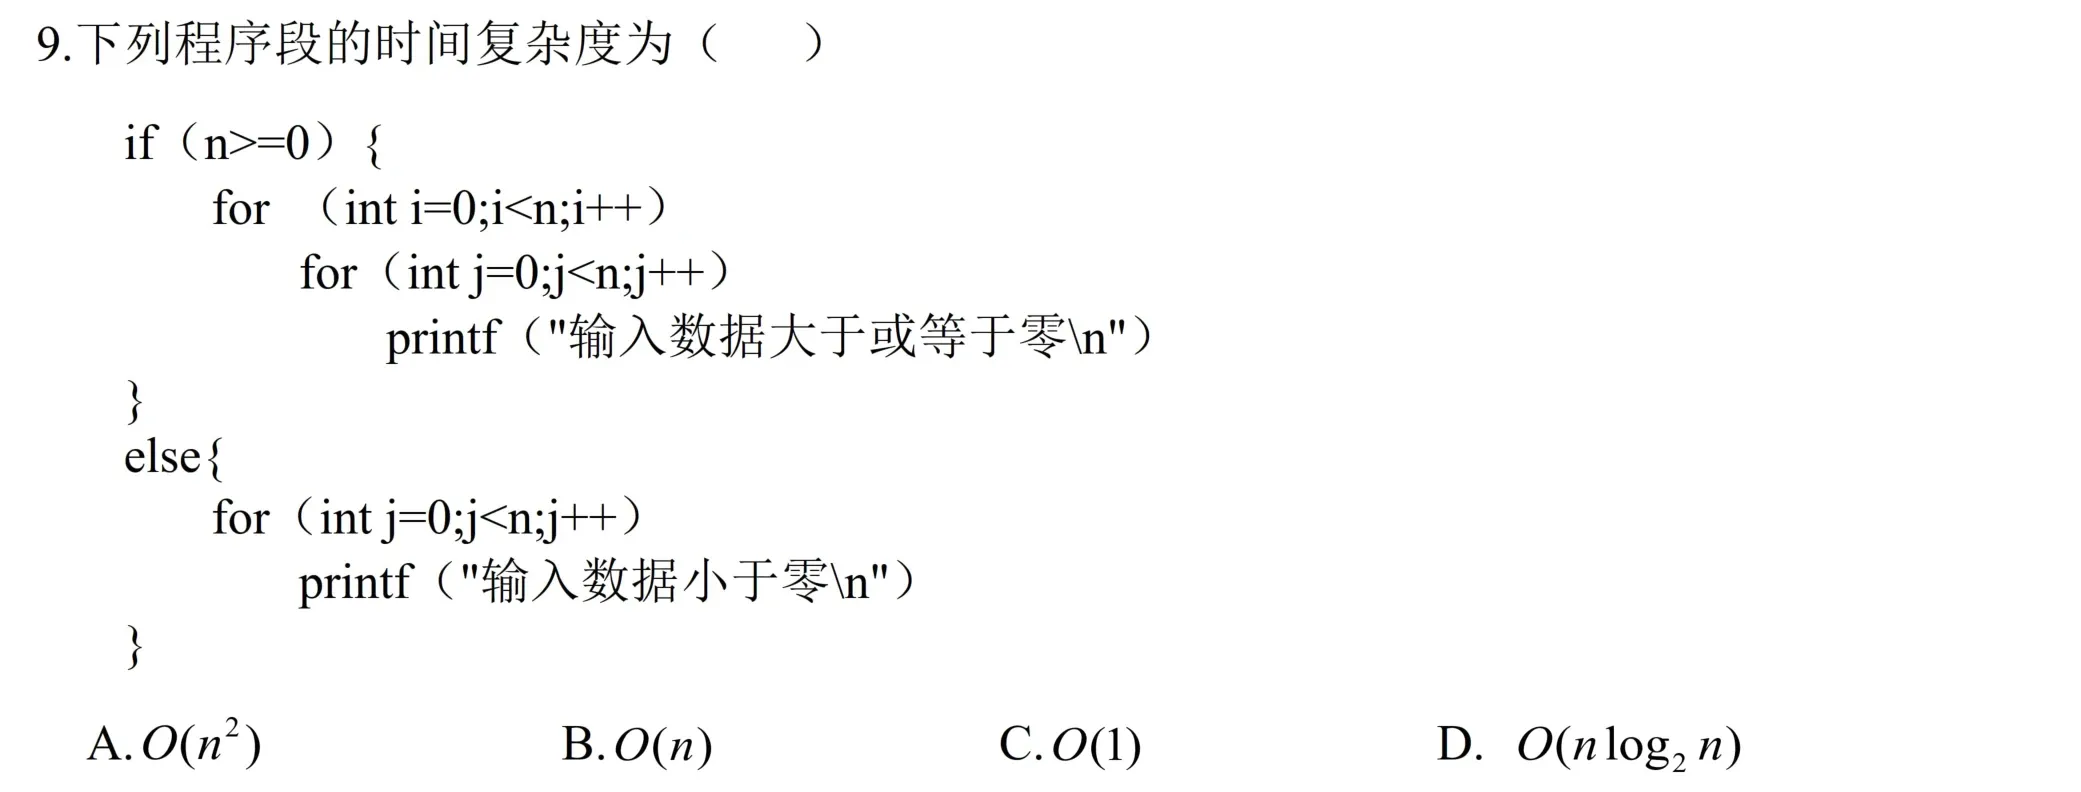 9.下列程序段的时间复杂度为（　　）
if（n>=0）{
for （int i=0;i<n;i++）
for（int j=0;j<n;j++）
printf（"输入数据大于或等于零\n"）
}
else{
for（int j=0;j<n;j++）
printf（"输入数据小于零\n"）
}
A. O(n²) B. O(n) C. O(1) D. O(n log₂ n)